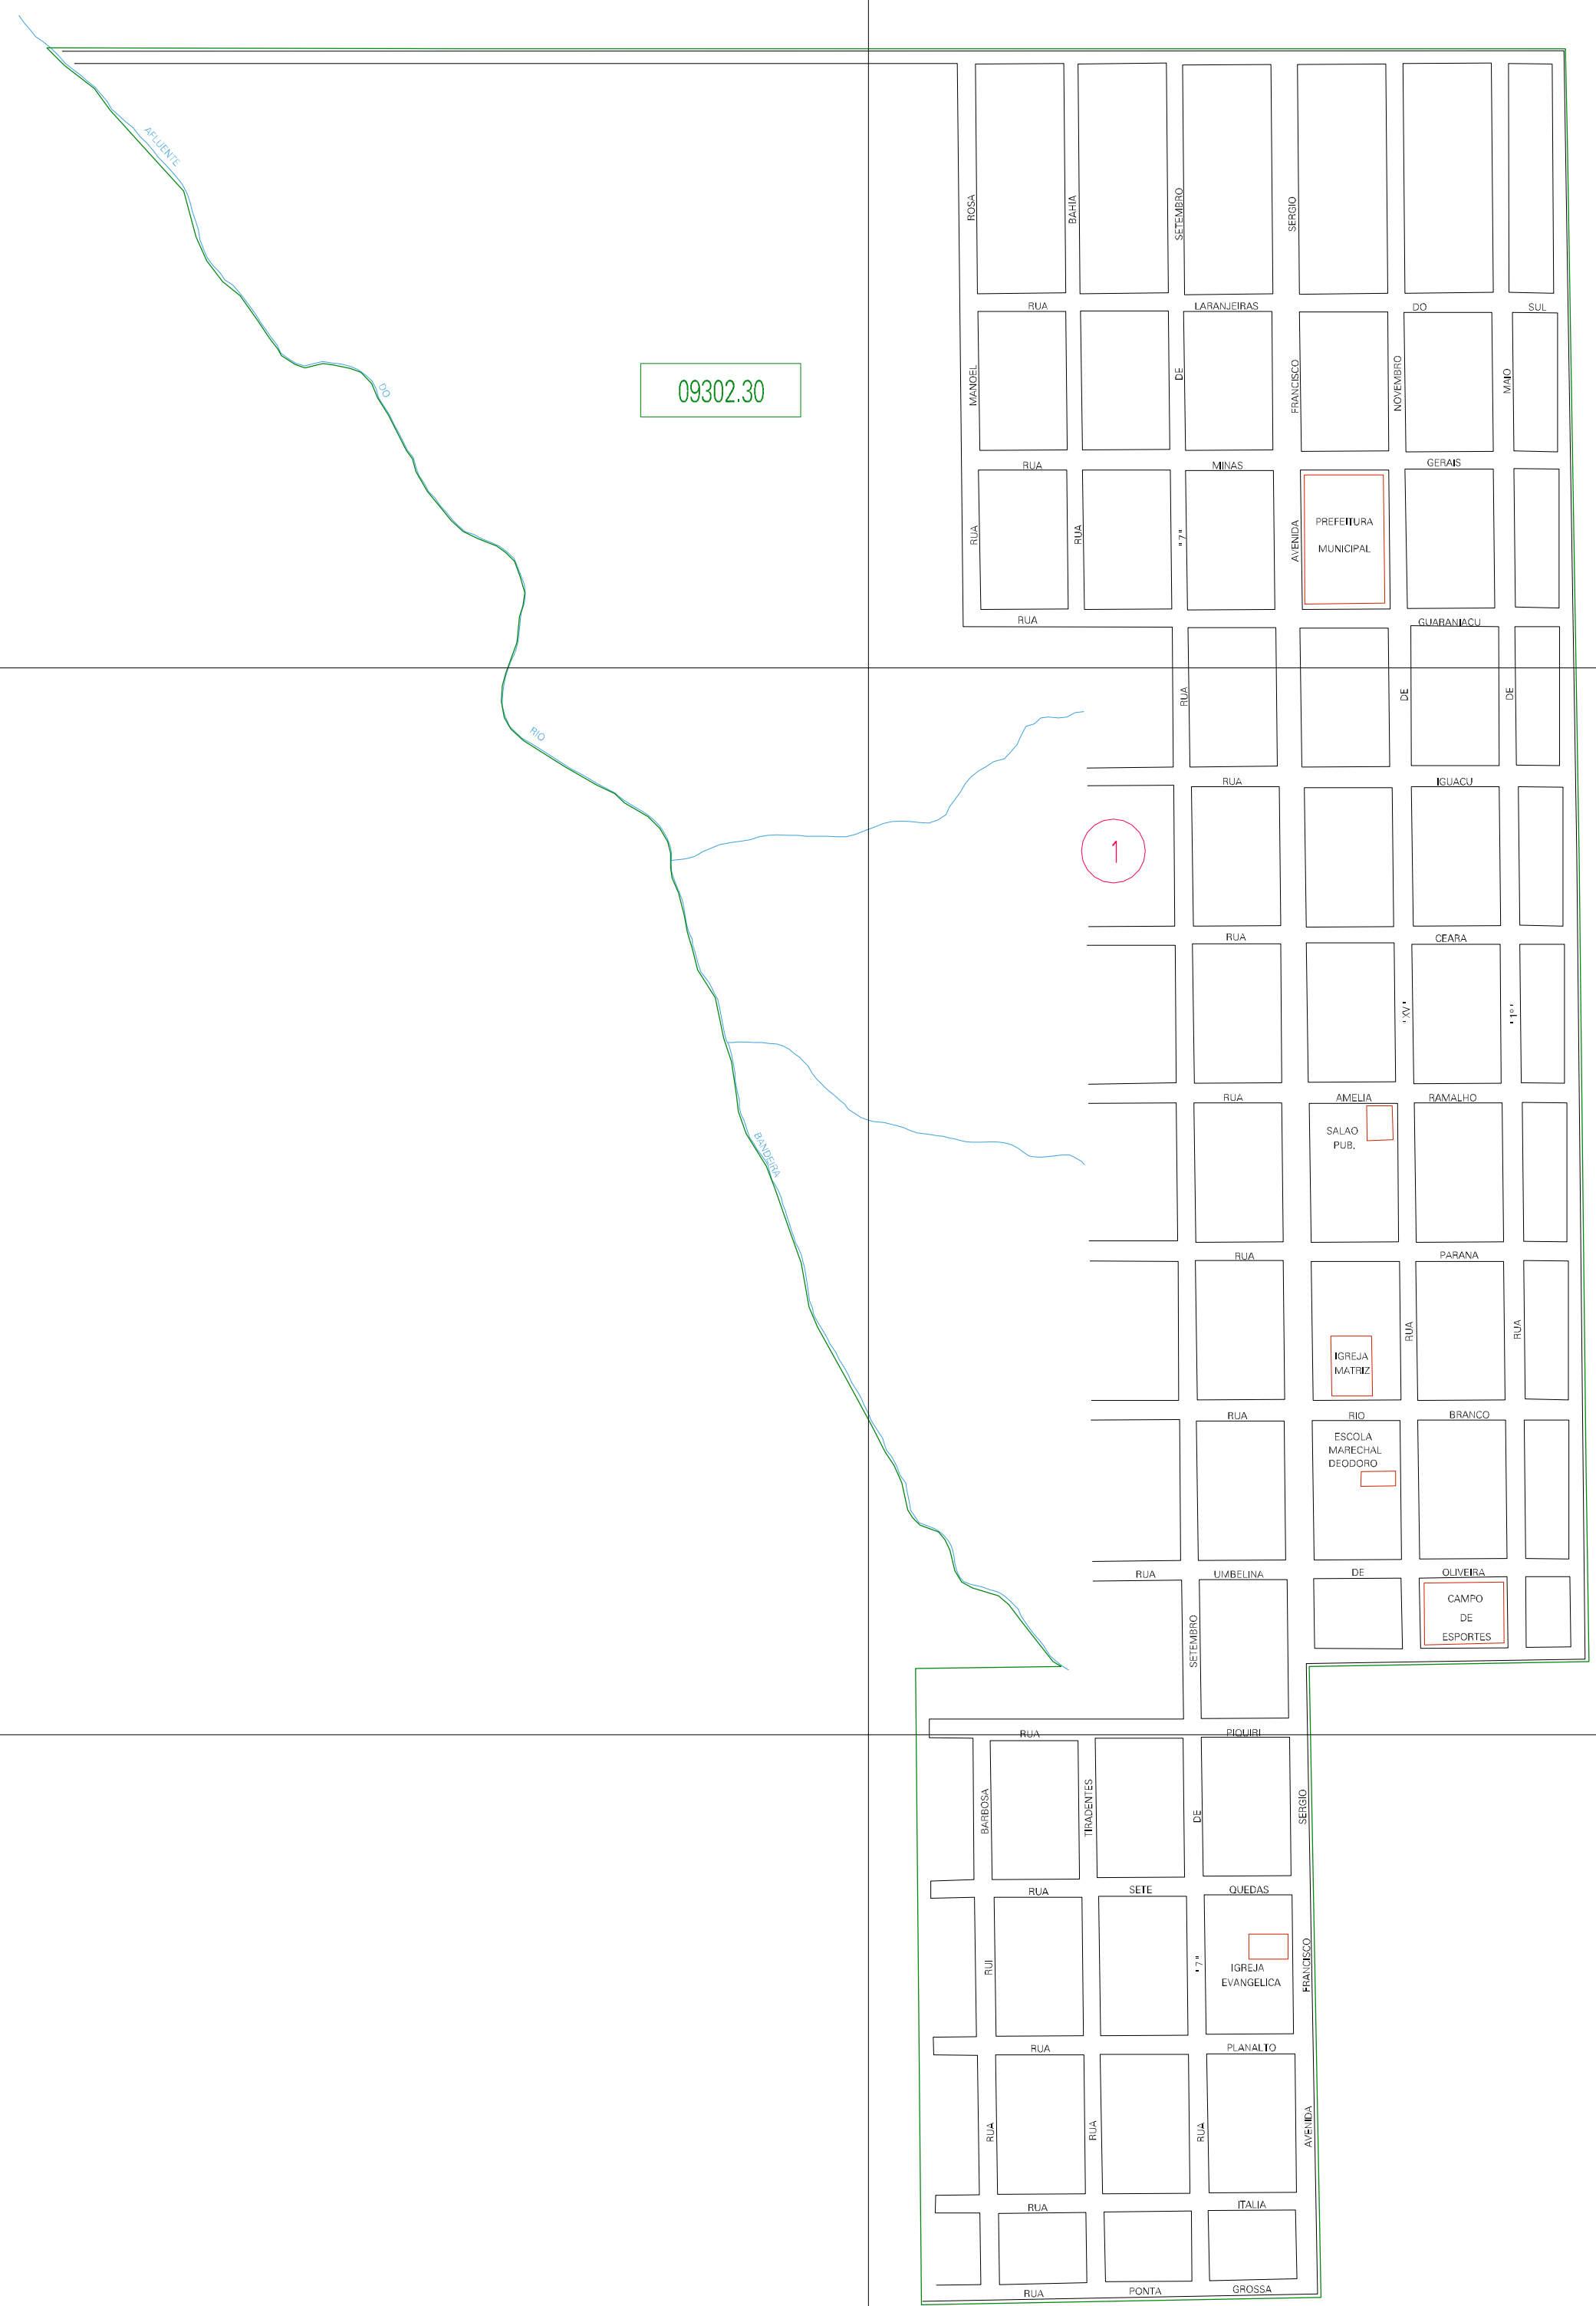 AFLUENTE
DO
RIO
BANDEIRA
09302.30
1
RUA MANOEL ROSA
RUA BAHIA
RUA "7" DE SETEMBRO
AVENIDA FRANCISCO SERGIO
RUA "XV" DE NOVEMBRO
RUA "1º" DE MAIO
RUA LARANJEIRAS DO SUL
RUA MINAS GERAIS
PREFEITURA
MUNICIPAL
RUA GUARANIACU
RUA IGUACU
RUA CEARA
RUA AMELIA RAMALHO
SALAO
PUB.
RUA PARANA
IGREJA
MATRIZ
RUA RIO BRANCO
ESCOLA
MARECHAL
DEODORO
RUA UMBELINA DE OLIVEIRA
CAMPO
DE
ESPORTES
RUA PIQUIRI
RUA RUI BARBOSA
RUA TIRADENTES
RUA "7" DE SETEMBRO
AVENIDA FRANCISCO SERGIO
RUA SETE QUEDAS
IGREJA
EVANGELICA
RUA PLANALTO
RUA ITALIA
RUA PONTA GROSSA